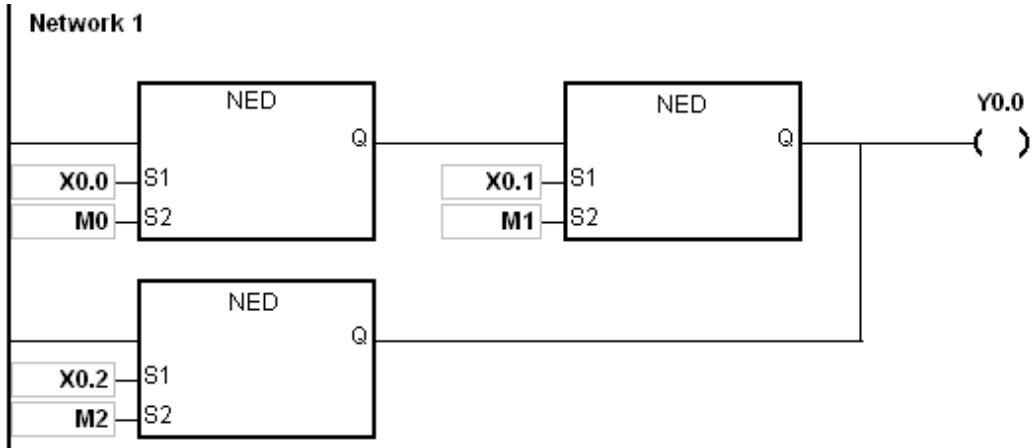 Network 1
NED
NED
Y0.0
Q
Q
X0.0 S1
X0.1 S1
M0 S2
M1 S2
NED
Q
X0.2 S1
M2 S2